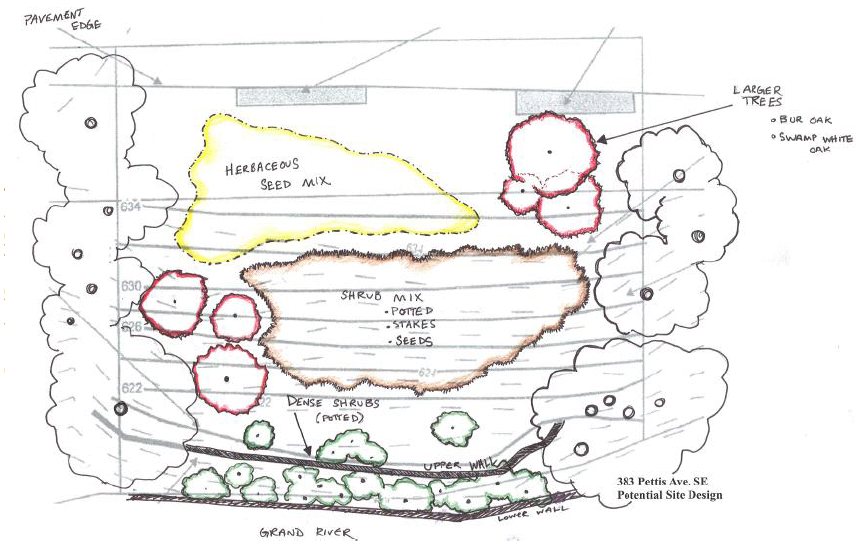 PAVEMENT
EDGE
LARGER
TREES
o BUR OAK
o SWAMP WHITE
OAK
HERBACEOUS
SEED MIX
634
630
SHRUB MIX
- POTTED
- STAKES
- SEEDS
626
622
DENSE SHRUBS
(POTTED)
UPPER WALL
383 Pettis Ave. SE
Potential Site Design
LOWER WALL
GRAND RIVER